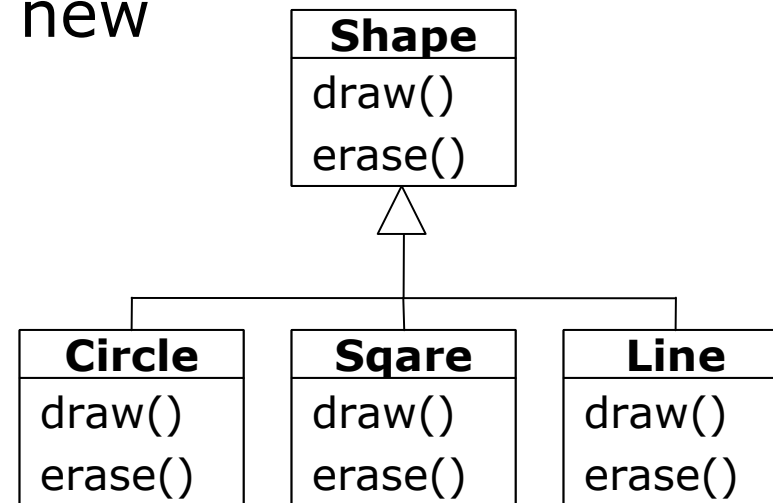 new
Shape
draw()
erase()
Circle
draw()
erase()
Sqare
draw()
erase()
Line
draw()
erase()